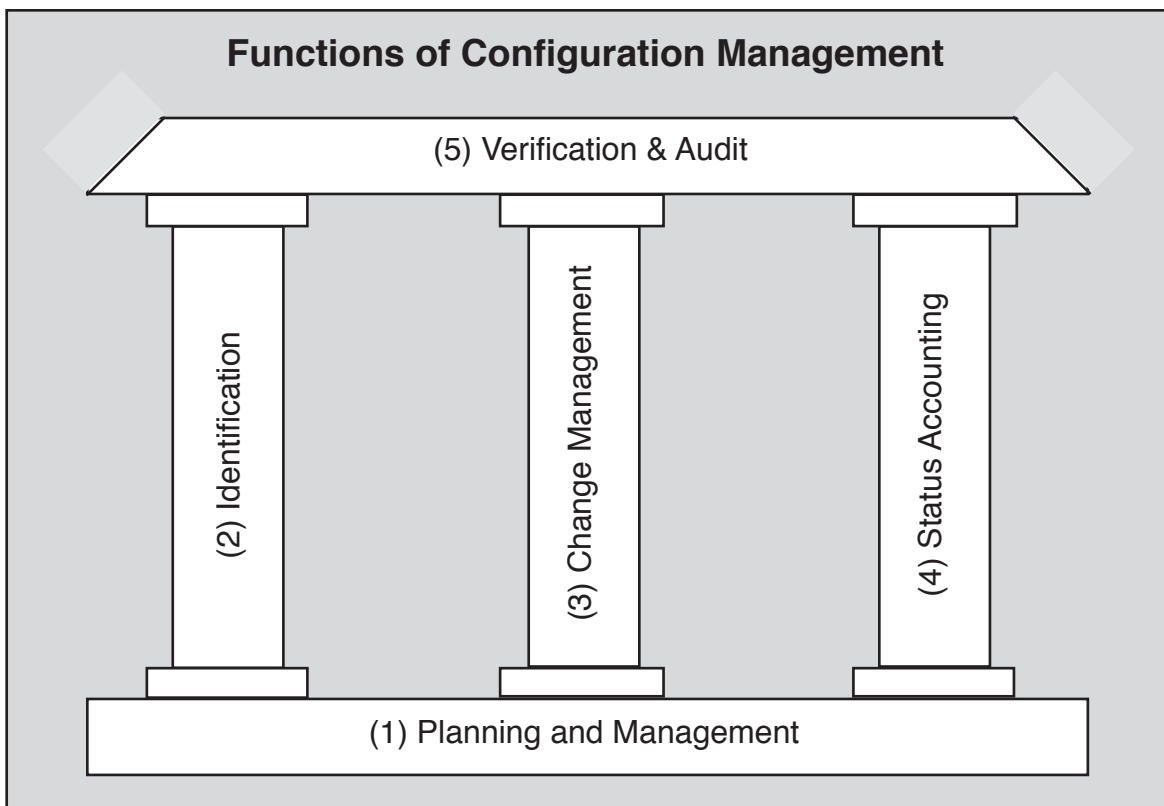 Functions of Configuration Management
(5) Verification & Audit
(2) Identification
(3) Change Management
(4) Status Accounting
(1) Planning and Management